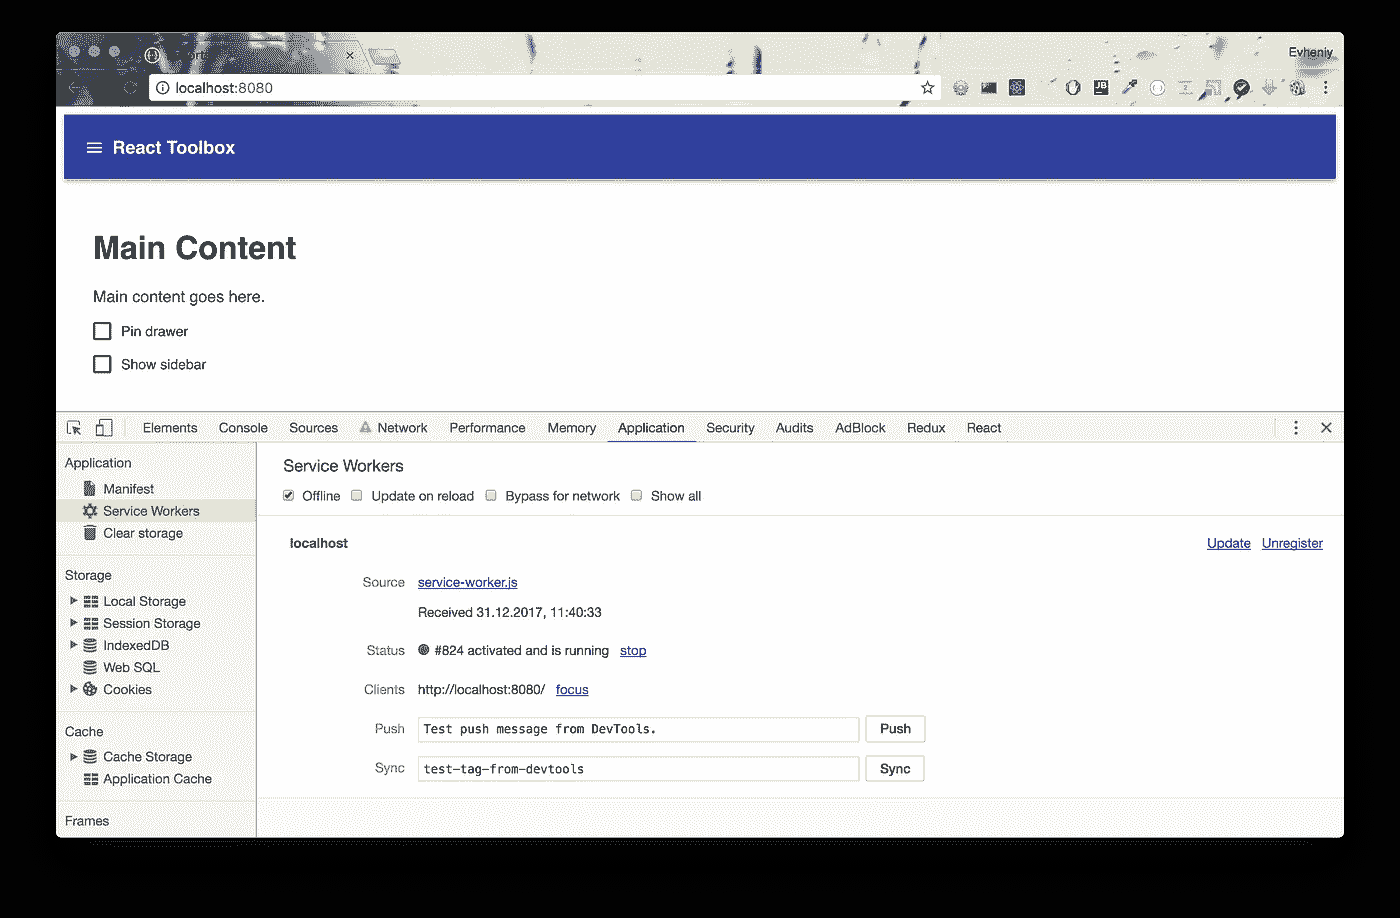 Evheniy
localhost:8080
JB
React Toolbox
Main Content
Main content goes here.
Pin drawer
Show sidebar
Elements Console Sources Network Performance Memory Application Security Audits AdBlock Redux React
Application
Manifest
Service Workers
Clear storage
Storage
Local Storage
Session Storage
IndexedDB
Web SQL
Cookies
Cache
Cache Storage
Application Cache
Frames
Service Workers
Offline Update on reload Bypass for network Show all
localhost Update Unregister
Source service-worker.js
Received 31.12.2017, 11:40:33
Status #824 activated and is running stop
Clients http://localhost:8080/ focus
Push Test push message from DevTools. Push
Sync test-tag-from-devtools Sync